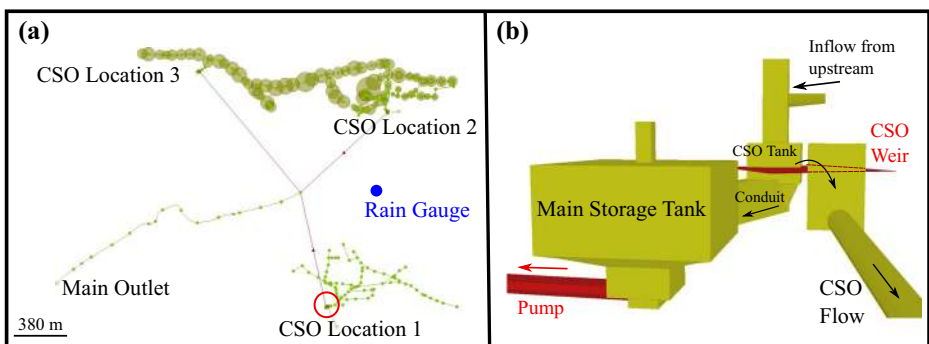 (a)
CSO Location 3
CSO Location 2
Rain Gauge
Main Outlet
380 m
CSO Location 1
(b)
Inflow from
upstream
CSO
Weir
CSO Tank
Main Storage Tank
Conduit
Pump
CSO
Flow